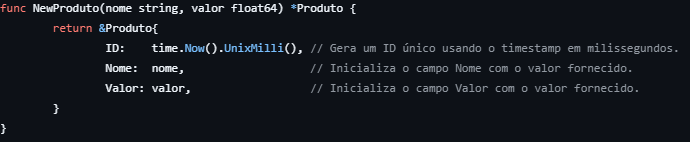 func NewProduto(nome string, valor float64) *Produto {
        return &Produto{
                ID:    time.Now().UnixMilli(), // Gera um ID único usando o timestamp em milissegundos.
                Nome:  nome,                   // Inicializa o campo Nome com o valor fornecido.
                Valor: valor,                  // Inicializa o campo Valor com o valor fornecido.
        }
}